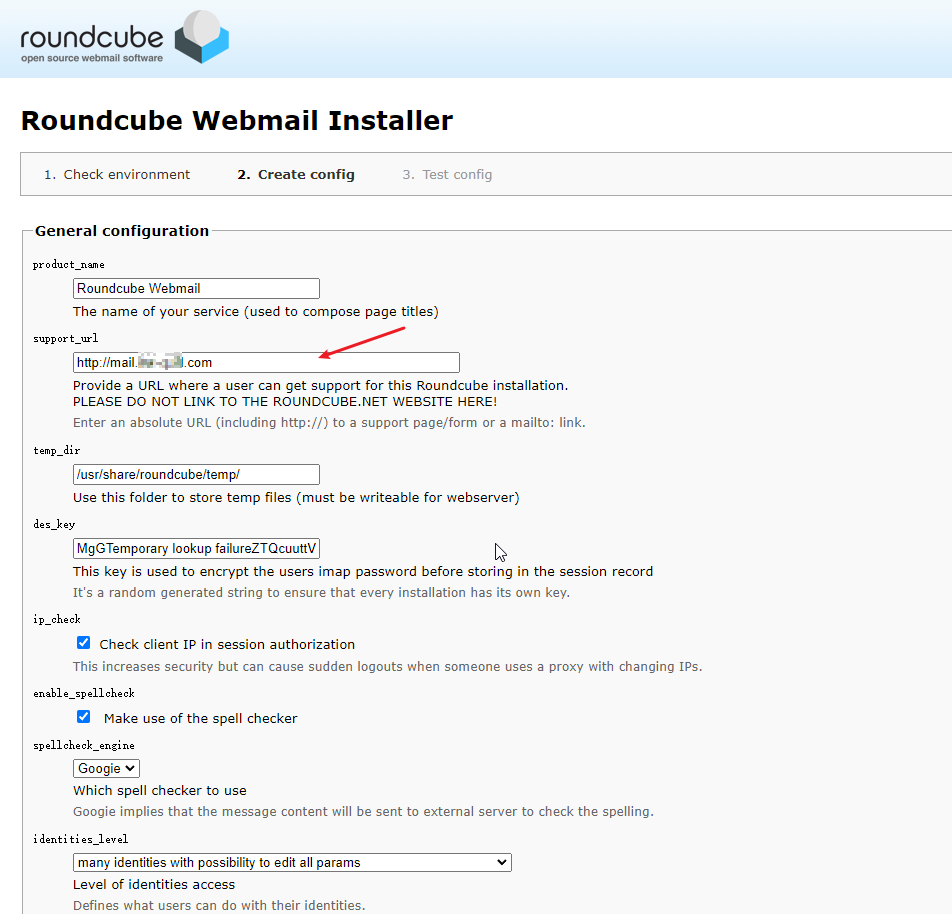 roundcube
open source webmail software
Roundcube Webmail Installer
1. Check environment 2. Create config 3. Test config
General configuration
product_name
Roundcube Webmail
The name of your service (used to compose page titles)
support_url
http://mail. .com
Provide a URL where a user can get support for this Roundcube installation.
PLEASE DO NOT LINK TO THE ROUNDCUBE.NET WEBSITE HERE!
Enter an absolute URL (including http://) to a support page/form or a mailto: link.
temp_dir
/usr/share/roundcube/temp/
Use this folder to store temp files (must be writeable for webserver)
des_key
MgGTemporary lookup failureZTQcuuttV
This key is used to encrypt the users imap password before storing in the session record
It's a random generated string to ensure that every installation has its own key.
ip_check
Check client IP in session authorization
This increases security but can cause sudden logouts when someone uses a proxy with changing IPs.
enable_spellcheck
Make use of the spell checker
spellcheck_engine
Googie
Which spell checker to use
Googie implies that the message content will be sent to external server to check the spelling.
identities_level
many identities with possibility to edit all params
Level of identities access
Defines what users can do with their identities.